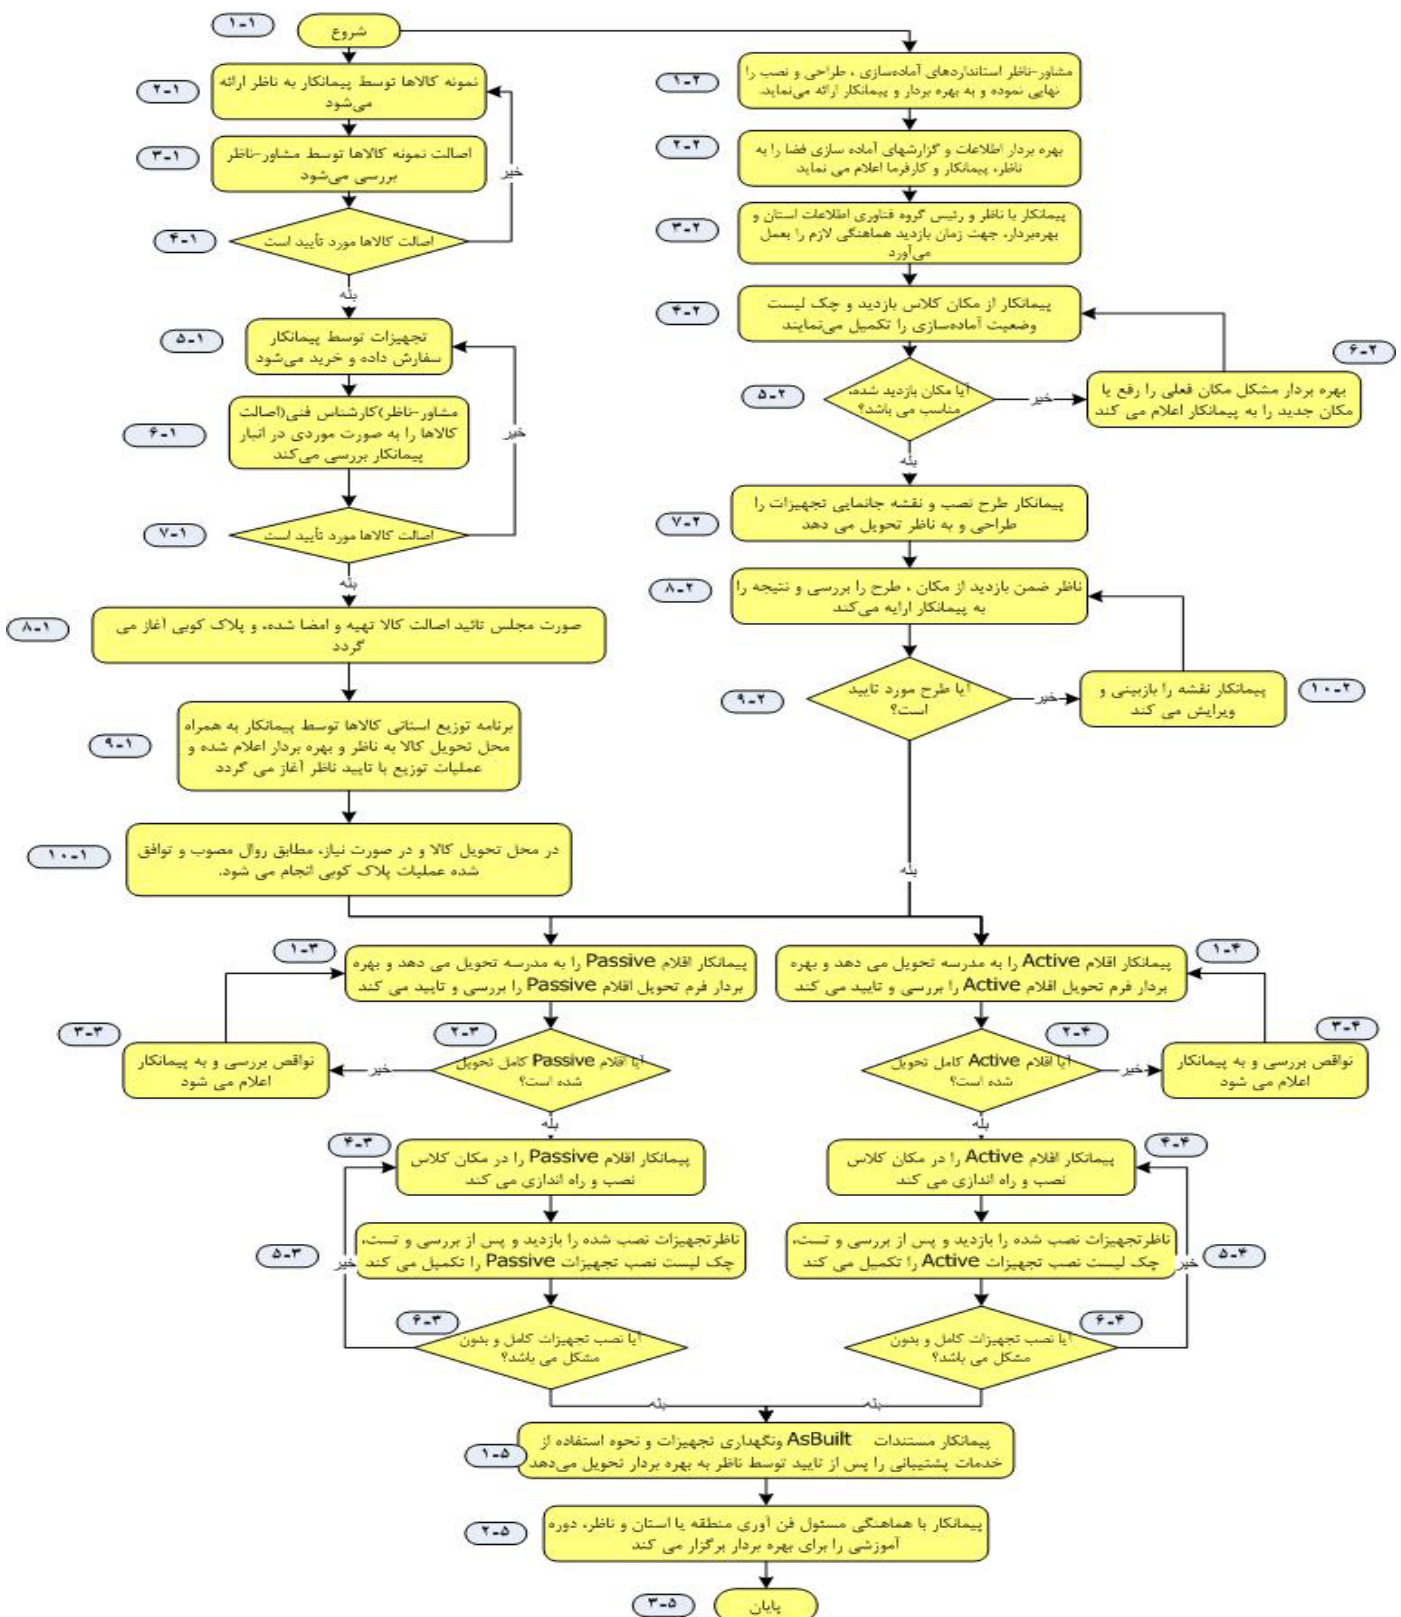 ۱-۱
شروع
۲-۱
نمونه کالاها توسط پیمانکار به ناظر ارائه
می‌شود
۳-۱
اصالت نمونه کالاها توسط مشاور-ناظر
بررسی می‌شود
خیر
۴-۱
اصالت کالاها مورد تأیید است
بله
۵-۱
تجهیزات توسط پیمانکار
سفارش داده و خرید می‌شود
۶-۱
مشاور-ناظر)کارشناس فنی(اصالت
کالاها را به صورت موردی در انبار
پیمانکار بررسی می‌کند
خیر
۷-۱
اصالت کالاها مورد تأیید است
بله
۸-۱
صورت مجلس تائید اصالت کالا تهیه و امضا شده، و پلاک کوبی آغاز می
گردد
۹-۱
برنامه توزیع استانی کالاها توسط پیمانکار به همراه
محل تحویل کالا به ناظر و بهره بردار اعلام شده و
عملیات توزیع با تایید ناظر آغاز می گردد
۱۰-۱
در محل تحویل کالا و در صورت نیاز، مطابق روال مصوب و توافق
شده عملیات پلاک کوبی انجام می شود.
۱-۲
مشاور-ناظر استانداردهای آماده‌سازی ، طراحی و نصب را
نهایی نموده و به بهره بردار و پیمانکار ارائه می‌نماید.
۲-۲
بهره بردار اطلاعات و گزارشهای آماده سازی فضا را به
ناظر، پیمانکار و کارفرما اعلام می نماید
۳-۲
پیمانکار با ناظر و رئیس گروه فناوری اطلاعات استان و
بهره‌بردار، جهت زمان بازدید هماهنگی لازم را بعمل
می‌آورد
۴-۲
پیمانکار از مکان کلاس بازدید و چک لیست
وضعیت آماده‌سازی را تکمیل می‌نمایند
۵-۲
آیا مکان بازدید شده،
مناسب می باشد؟
خیر
۶-۲
بهره بردار مشکل مکان فعلی را رفع یا
مکان جدید را به پیمانکار اعلام می کند
بله
۷-۲
پیمانکار طرح نصب و نقشه جانمایی تجهیزات را
طراحی و به ناظر تحویل می دهد
۸-۲
ناظر ضمن بازدید از مکان ، طرح را بررسی و نتیجه را
به پیمانکار ارایه می‌کند
۹-۲
آیا طرح مورد تایید
است؟
خیر
۱۰-۲
پیمانکار نقشه را بازبینی و
ویرایش می کند
بله
۱-۳
پیمانکار اقلام Passive را به مدرسه تحویل می دهد و بهره
بردار فرم تحویل اقلام Passive را بررسی و تایید می کند
۲-۳
آیا اقلام Passive کامل تحویل
شده است؟
خیر
۳-۳
نواقص بررسی و به پیمانکار
اعلام می شود
بله
۴-۳
پیمانکار اقلام Passive را در مکان کلاس
نصب و راه اندازی می کند
۵-۳
ناظرتجهیزات نصب شده را بازدید و پس از بررسی و تست،
چک لیست نصب تجهیزات Passive را تکمیل می کند
خیر
۶-۳
آیا نصب تجهیزات کامل و بدون
مشکل می باشد؟
بله
۱-۴
پیمانکار اقلام Active را به مدرسه تحویل می دهد و بهره
بردار فرم تحویل اقلام Active را بررسی و تایید می کند
۲-۴
آیا اقلام Active کامل تحویل
شده است؟
خیر
۳-۴
نواقص بررسی و به پیمانکار
اعلام می شود
بله
۴-۴
پیمانکار اقلام Active را در مکان کلاس
نصب و راه اندازی می کند
۵-۴
ناظرتجهیزات نصب شده را بازدید و پس از بررسی و تست،
چک لیست نصب تجهیزات Active را تکمیل می کند
خیر
۶-۴
آیا نصب تجهیزات کامل و بدون
مشکل می باشد؟
بله
۱-۵
پیمانکار مستندات AsBuilt ونگهداری تجهیزات و نحوه استفاده از
خدمات پشتیبانی را پس از تایید توسط ناظر به بهره بردار تحویل می‌دهد
۲-۵
پیمانکار با هماهنگی مسئول فن آوری منطقه یا استان و ناظر، دوره
آموزشی را برای بهره بردار برگزار می کند
۳-۵
پایان